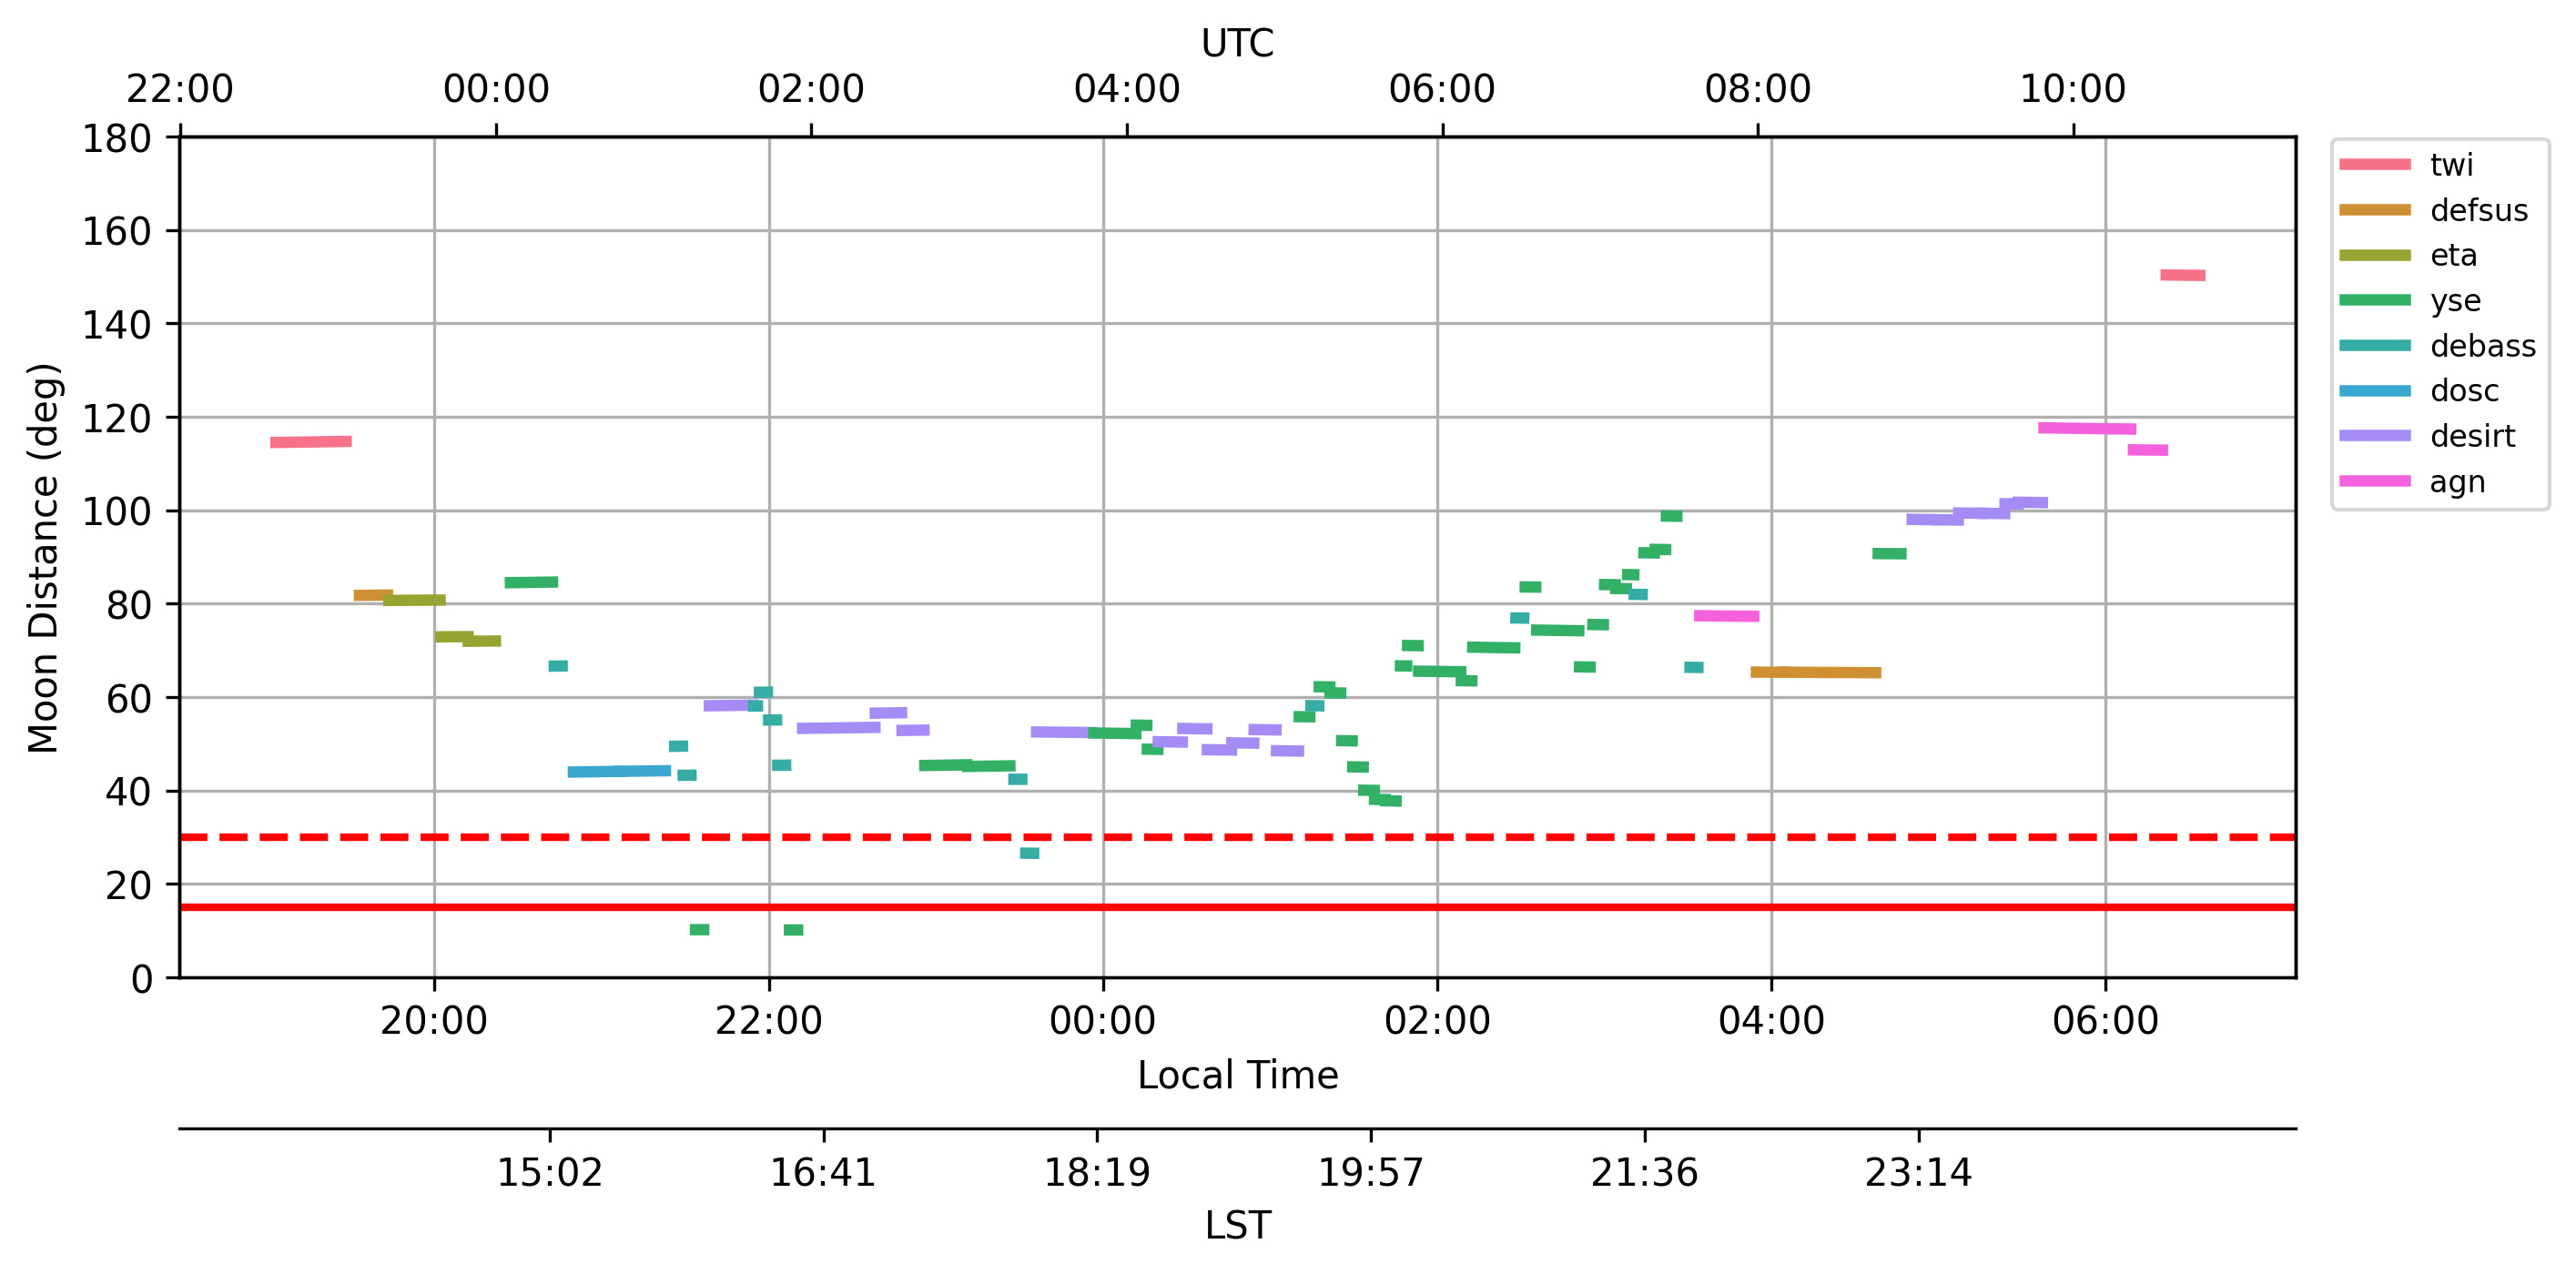 UTC
22:00 00:00 02:00 04:00 06:00 08:00 10:00
180
160
140
120
100
80
60
40
20
0
Moon Distance (deg)
20:00 22:00 00:00 02:00 04:00 06:00
Local Time
15:02 16:41 18:19 19:57 21:36 23:14
LST
twi
defsus
eta
yse
debass
dosc
desirt
agn